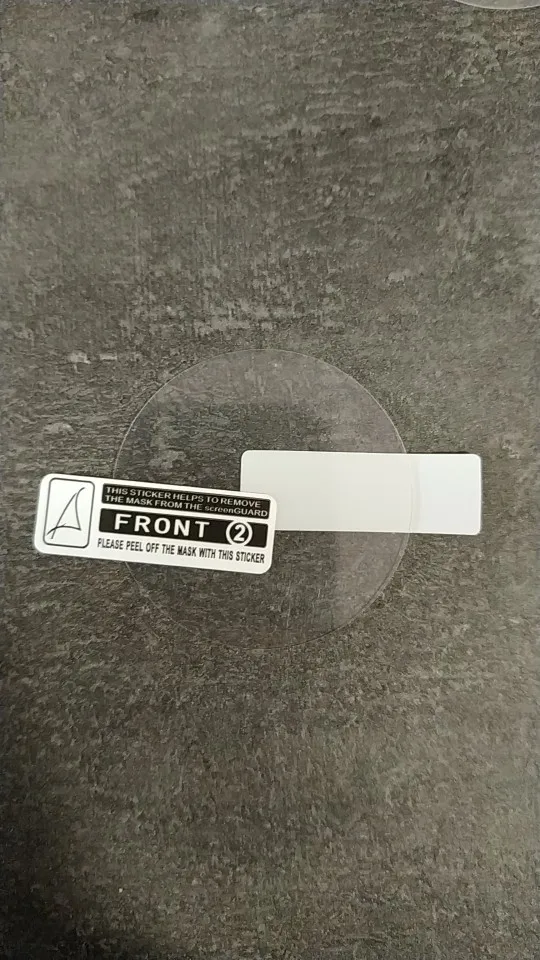 THIS STICKER HELPS TO REMOVE
THE MASK FROM THE screenGUARD
FRONT 2
PLEASE PEEL OFF THE MASK WITH THIS STICKER